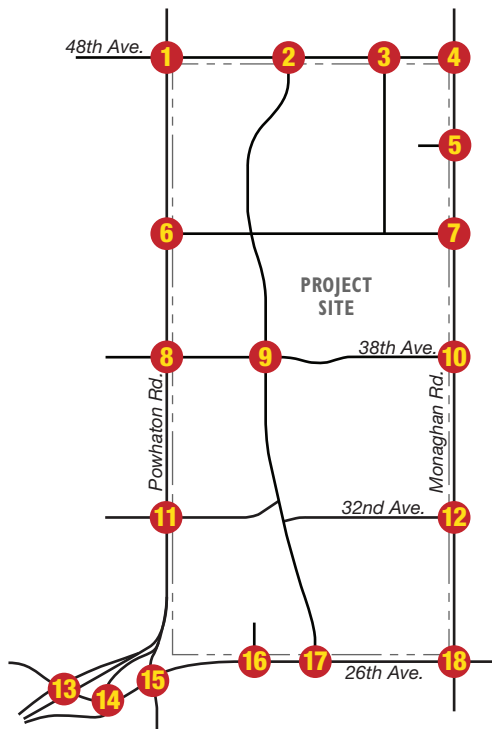 48th Ave.
1
2
3
4
5
6
7
PROJECT
SITE
8
9
38th Ave.
10
Powhaton Rd.
Monaghan Rd.
11
32nd Ave.
12
13
14
15
16
17
26th Ave.
18